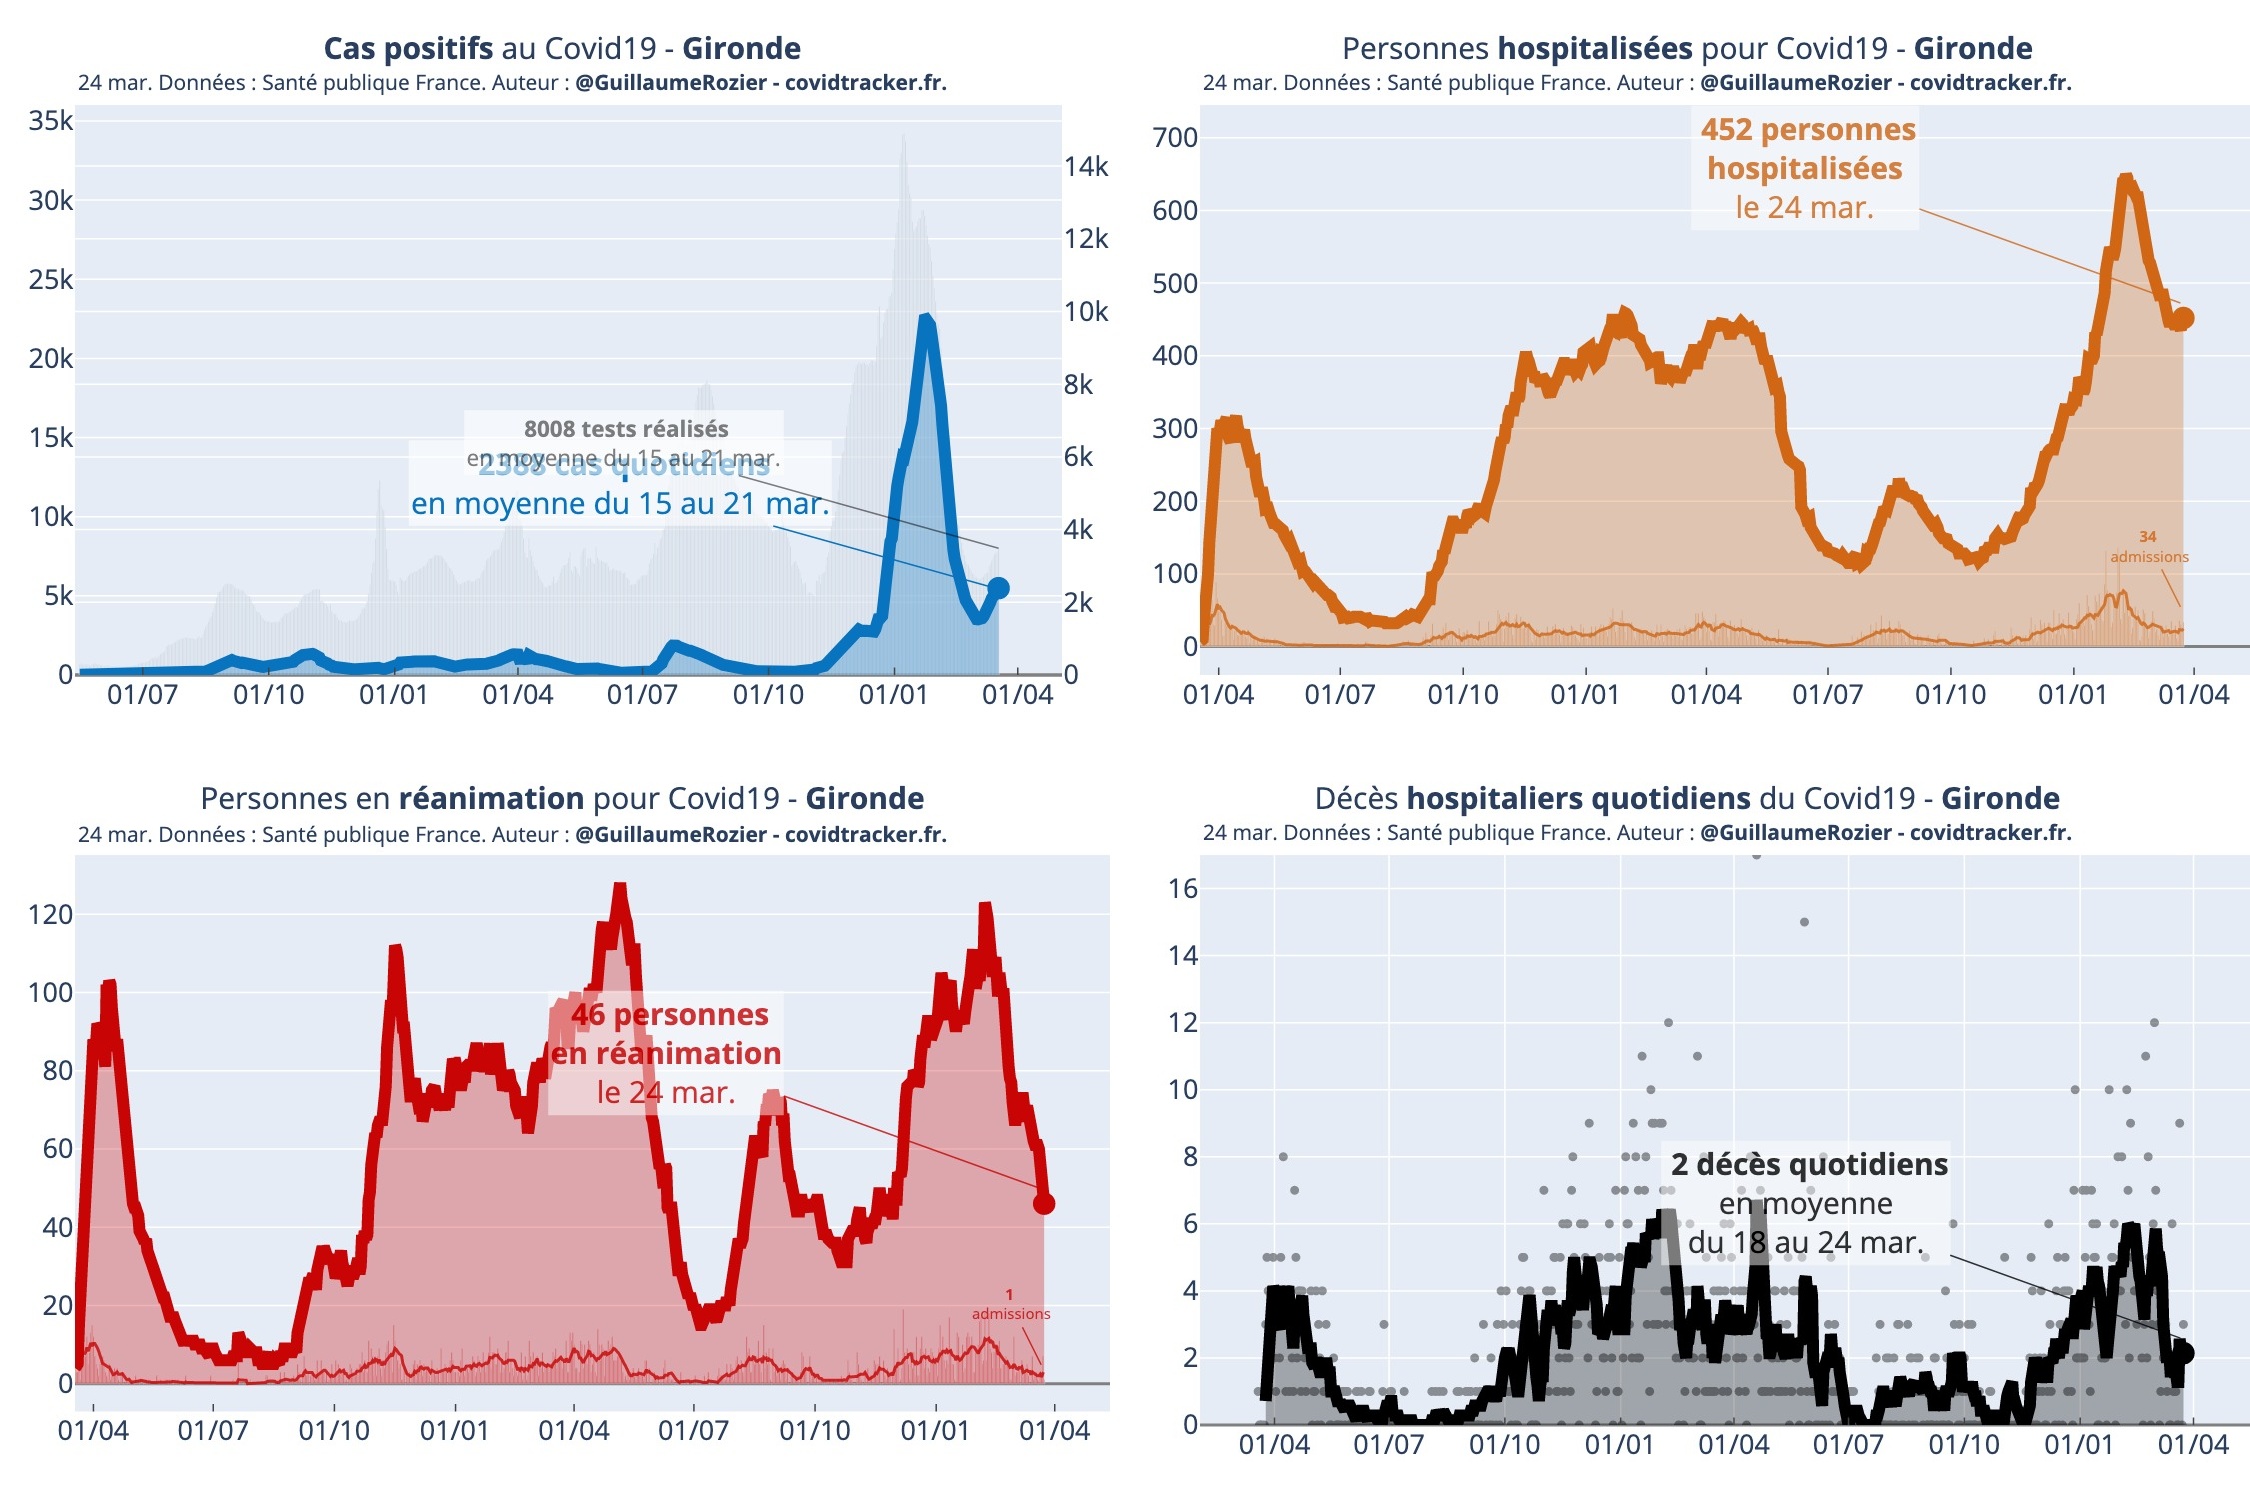 Cas positifs au Covid19 - Gironde
24 mar. Données : Santé publique France. Auteur : @GuillaumeRozier - covidtracker.fr.
35k
30k
25k
20k
15k
10k
5k
0
14k
12k
10k
8k
6k
4k
2k
0
8008 tests réalisés
en moyenne du 15 au 21 mar.
2388 cas quotidiens
en moyenne du 15 au 21 mar.
01/07 01/10 01/01 01/04 01/07 01/10 01/01 01/04
Personnes hospitalisées pour Covid19 - Gironde
24 mar. Données : Santé publique France. Auteur : @GuillaumeRozier - covidtracker.fr.
700
600
500
400
300
200
100
0
452 personnes
hospitalisées
le 24 mar.
34
admissions
01/04 01/07 01/10 01/01 01/04 01/07 01/10 01/01 01/04
Personnes en réanimation pour Covid19 - Gironde
24 mar. Données : Santé publique France. Auteur : @GuillaumeRozier - covidtracker.fr.
120
100
80
60
40
20
0
46 personnes
en réanimation
le 24 mar.
1
admissions
01/04 01/07 01/10 01/01 01/04 01/07 01/10 01/01 01/04
Décès hospitaliers quotidiens du Covid19 - Gironde
24 mar. Données : Santé publique France. Auteur : @GuillaumeRozier - covidtracker.fr.
16
14
12
10
8
6
4
2
0
2 décès quotidiens
en moyenne
du 18 au 24 mar.
01/04 01/07 01/10 01/01 01/04 01/07 01/10 01/01 01/04